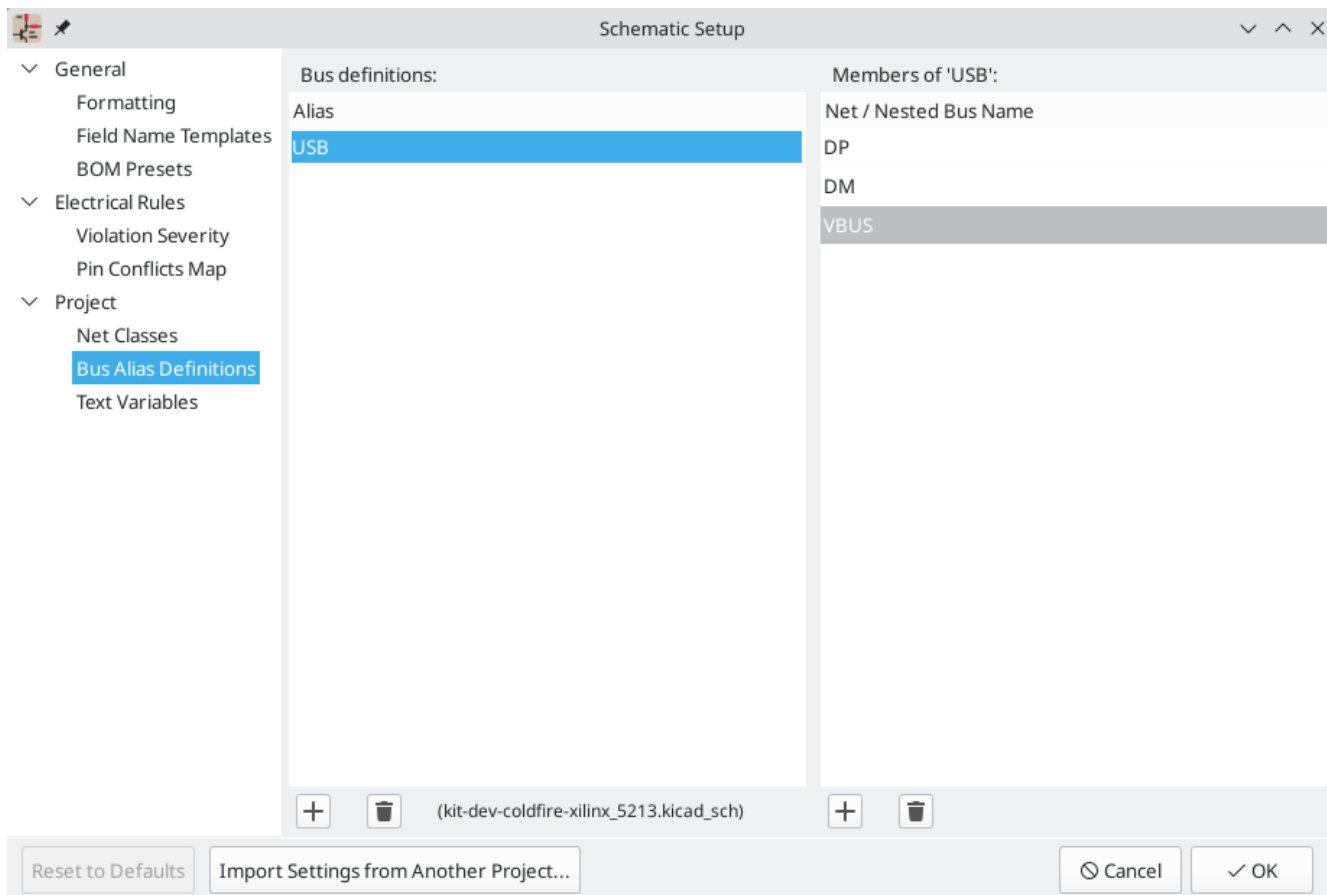 Schematic Setup
General
Formatting
Field Name Templates
BOM Presets
Electrical Rules
Violation Severity
Pin Conflicts Map
Project
Net Classes
Bus Alias Definitions
Text Variables
Bus definitions:
Alias
USB
(kit-dev-coldfire-xilinx_5213.kicad_sch)
Members of 'USB':
Net / Nested Bus Name
DP
DM
VBUS
Reset to Defaults
Import Settings from Another Project...
Cancel
OK